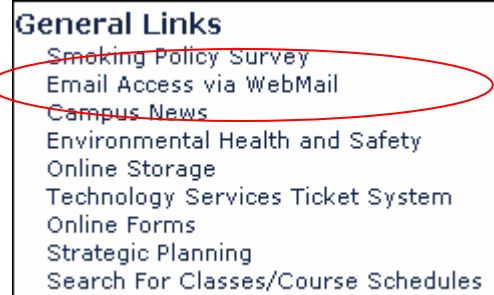 General Links
Smoking Policy Survey
Email Access via WebMail
Campus News
Environmental Health and Safety
Online Storage
Technology Services Ticket System
Online Forms
Strategic Planning
Search For Classes/Course Schedules